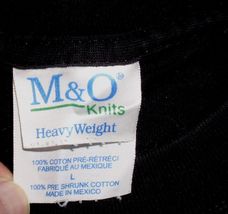 M&O®
Knits
HeavyWeight
100% COTON PRÉ-RÉTRÉCI
FABRIQUÉ AU MEXIQUE
L
100% PRE SHRUNK COTTON
MADE IN MEXICO